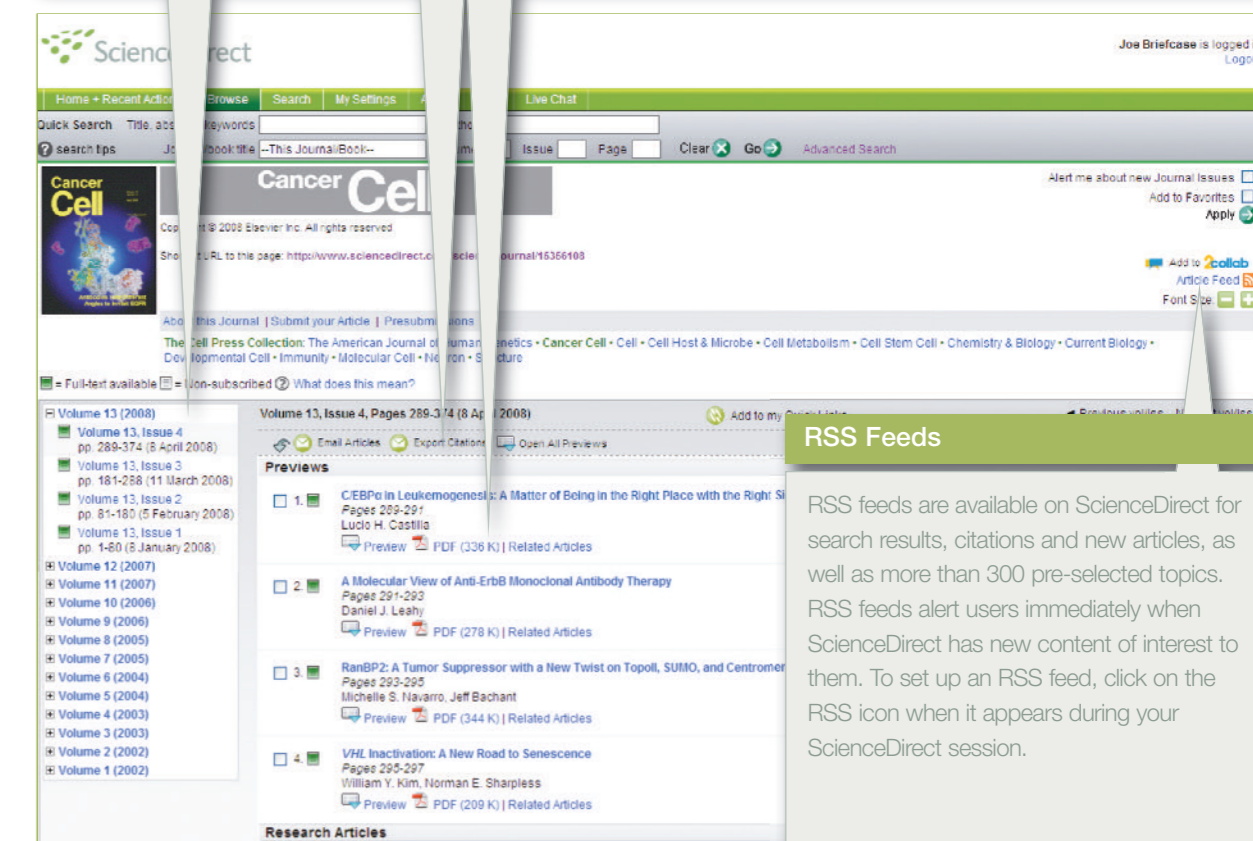 ScienceDirect
Joe Briefcase is logged
Home + Recent Browse Search My Settings Live Chat
Quick Search Title, keywords
search tips title --This Journal/Book-- Issue Page Clear Go Advanced Search
Cancer
Cell
Cancer Cell
Alert me about new Journal Issues
Add to Favorites
Apply
© 2008 Elsevier Inc. All rights reserved
URL to this page: http://www.sciencedirect.
Add to 2collab
Article Feed
Font Size:
this Journal | Submit your Article |
The Cell Press Collection: The American Journal of Human • Cancer Cell • Cell • Cell Host & Microbe • Cell Metabolism • Cell Stem Cell • Chemistry & Biology • Current Biology •
Developmental Cell • Immunity • Molecular Cell •
= Full-text available = Non-subscribed What does this mean?
Volume 13 (2008)
Volume 13, Issue 4
pp. 289-374 (8 April 2008)
Volume 13, Issue 3
pp. 181-288 (11 March 2008)
Volume 13, Issue 2
pp. 81-180 (5 February 2008)
Volume 13, Issue 1
pp. 1-80 (8 January 2008)
Volume 12 (2007)
Volume 11 (2007)
Volume 10 (2006)
Volume 9 (2006)
Volume 8 (2005)
Volume 7 (2005)
Volume 6 (2004)
Volume 5 (2004)
Volume 4 (2003)
Volume 3 (2003)
Volume 2 (2002)
Volume 1 (2002)
Volume 13, Issue 4, Pages 289-374 (8 April 2008)
Add to my Quick Links
Email Articles Export Citations Open All Previews
Previews
1. C/EBPα in Leukemogenesis: A Matter of Being in the Right Place with the Right
Pages 289-291
Lucio H. Castilla
Preview PDF (336 K) | Related Articles
2. A Molecular View of Anti-ErbB Monoclonal Antibody Therapy
Pages 291-293
Daniel J. Leahy
Preview PDF (278 K) | Related Articles
3. RanBP2: A Tumor Suppressor with a New Twist on TopoII, SUMO, and
Pages 293-295
Michelle S. Navarro, Jeff Bachant
Preview PDF (344 K) | Related Articles
4. VHL Inactivation: A New Road to Senescence
Pages 295-297
William Y. Kim, Norman E. Sharpless
Preview PDF (209 K) | Related Articles
Research Articles
RSS Feeds
RSS feeds are available on ScienceDirect for
search results, citations and new articles, as
well as more than 300 pre-selected topics.
RSS feeds alert users immediately when
ScienceDirect has new content of interest to
them. To set up an RSS feed, click on the
RSS icon when it appears during your
ScienceDirect session.